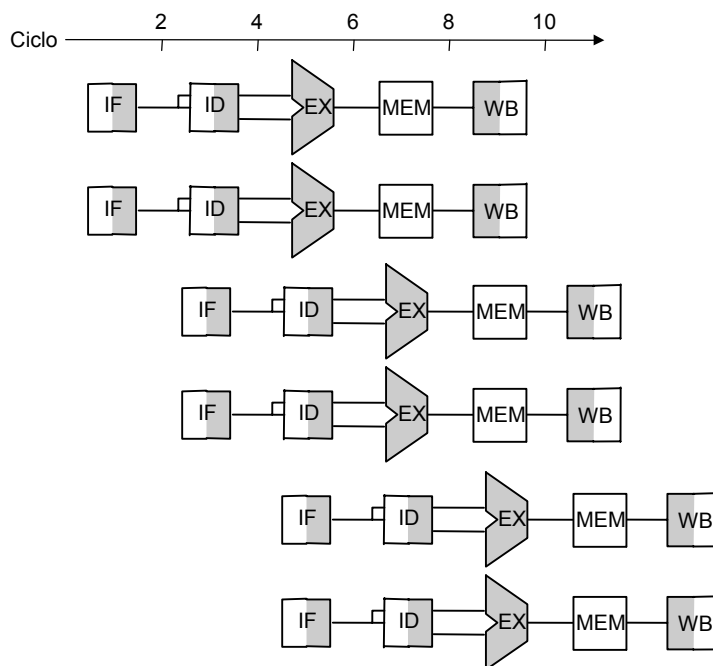 2 4 6 8 10
Ciclo
IF ID EX MEM WB
IF ID EX MEM WB
IF ID EX MEM WB
IF ID EX MEM WB
IF ID EX MEM WB
IF ID EX MEM WB